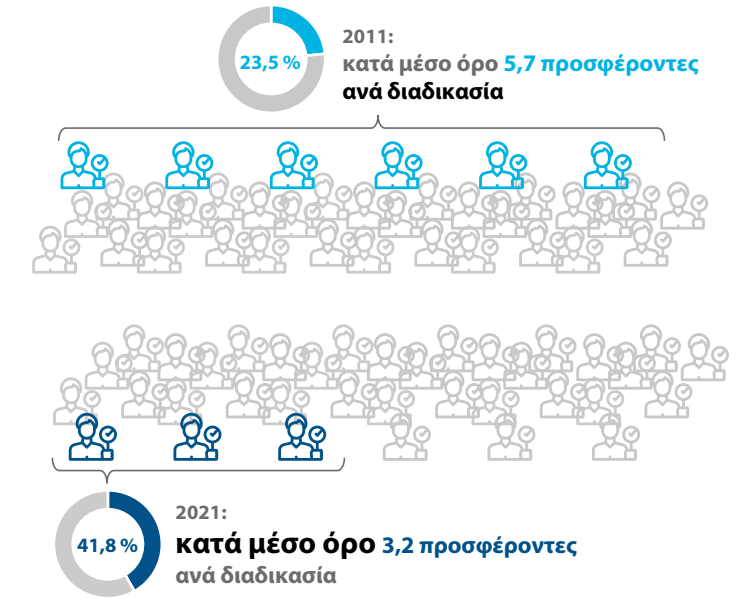 23,5 %
2011:
κατά μέσο όρο 5,7 προσφέροντες
ανά διαδικασία
41,8 %
2021:
κατά μέσο όρο 3,2 προσφέροντες
ανά διαδικασία